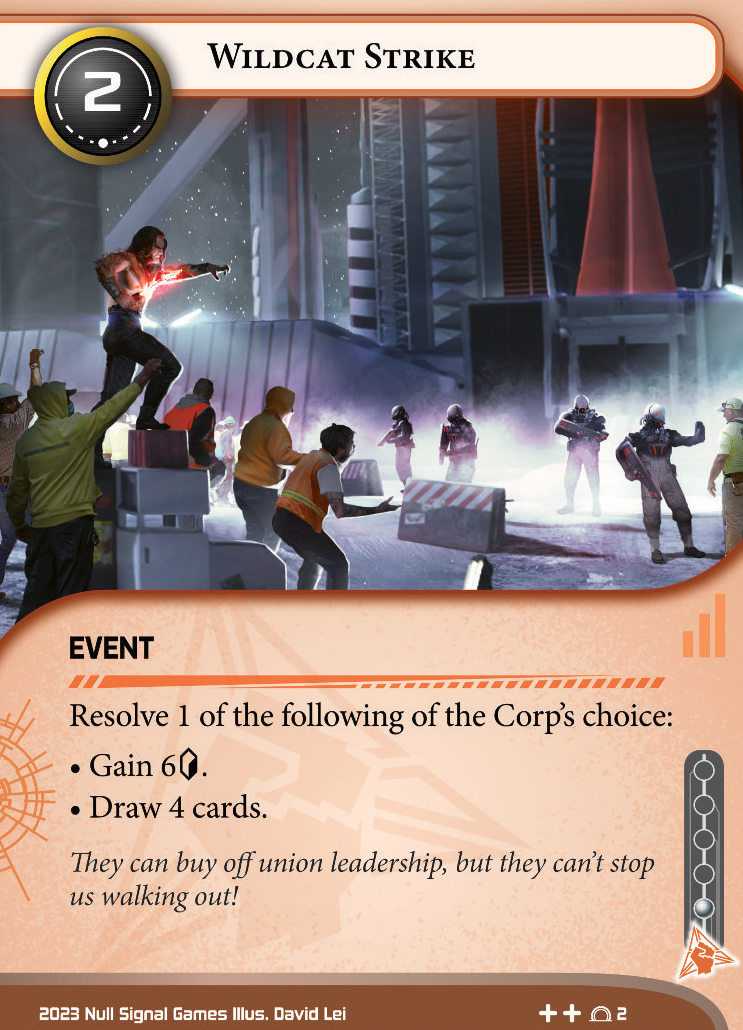 2
Wildcat Strike
EVENT
Resolve 1 of the following of the Corp's choice:
• Gain 6.
• Draw 4 cards.
They can buy off union leadership, but they can't stop
us walking out!
2023 Null Signal Games Illus. David Lei
2